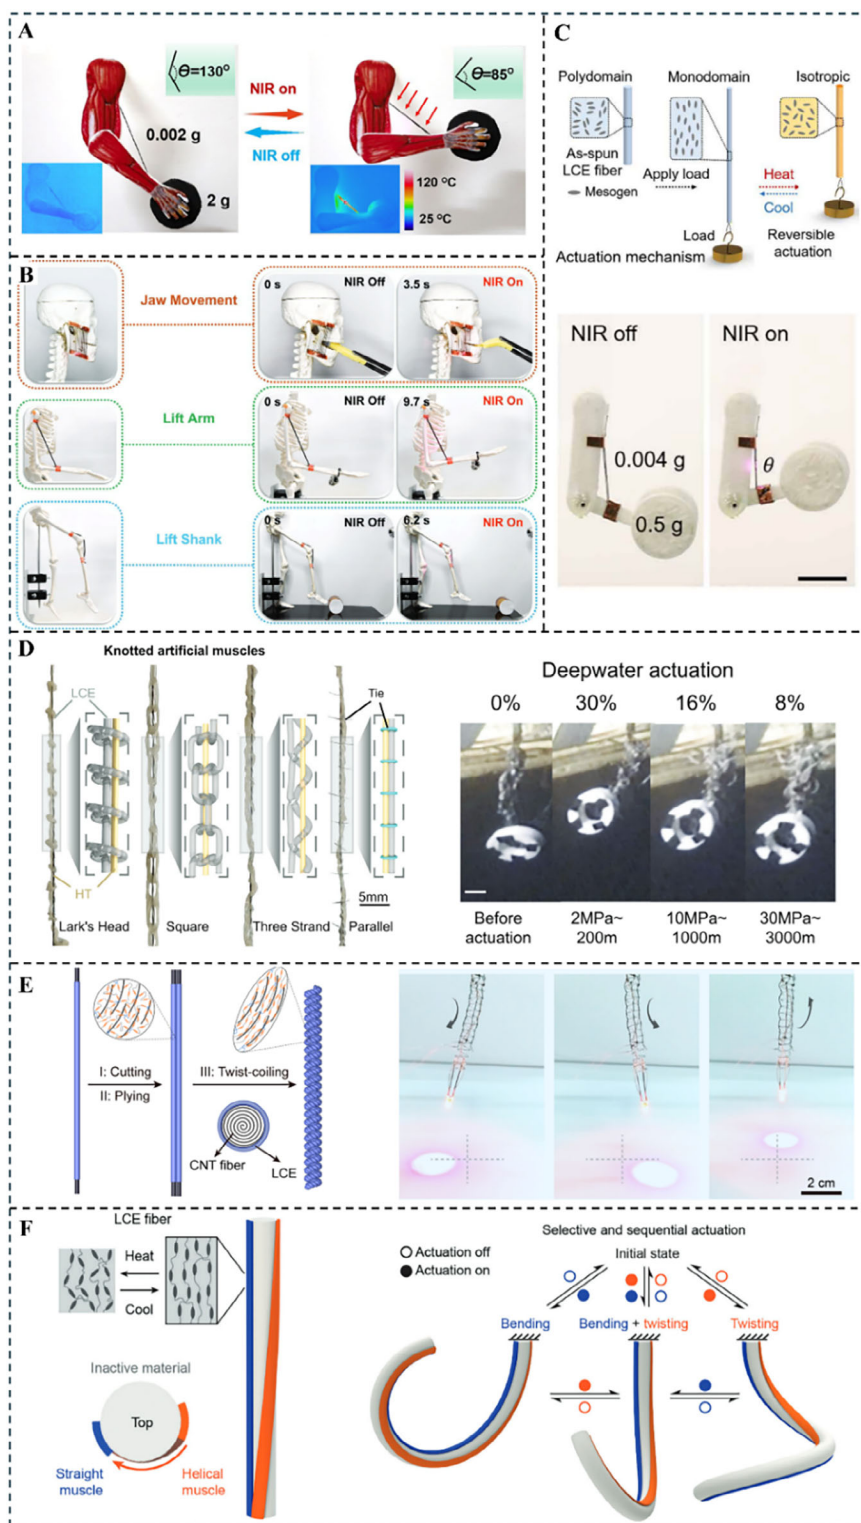 A
θ=130°
0.002 g
2 g
NIR on
NIR off
θ=85°
120 °C
25 °C
B
Jaw Movement
0 s
NIR Off
3.5 s
NIR On
Lift Arm
0 s
NIR Off
9.7 s
NIR On
Lift Shank
0 s
NIR Off
6.2 s
NIR On
C
Polydomain
Monodomain
Isotropic
As-spun
LCE fiber
Mesogen
Apply load
Heat
Cool
Load
Reversible
actuation
Actuation mechanism
NIR off
NIR on
0.004 g
θ
0.5 g
D
Knotted artificial muscles
LCE
Tie
HT
5mm
Lark's Head
Square
Three Strand
Parallel
Deepwater actuation
0%
30%
16%
8%
Before
actuation
2MPa~
200m
10MPa~
1000m
30MPa~
3000m
E
I: Cutting
II: Plying
III: Twist-coiling
CNT fiber
LCE
2 cm
F
LCE fiber
Heat
Cool
Inactive material
Top
Straight
muscle
Helical
muscle
Selective and sequential actuation
Actuation off
Actuation on
Initial state
Bending
Bending + twisting
Twisting